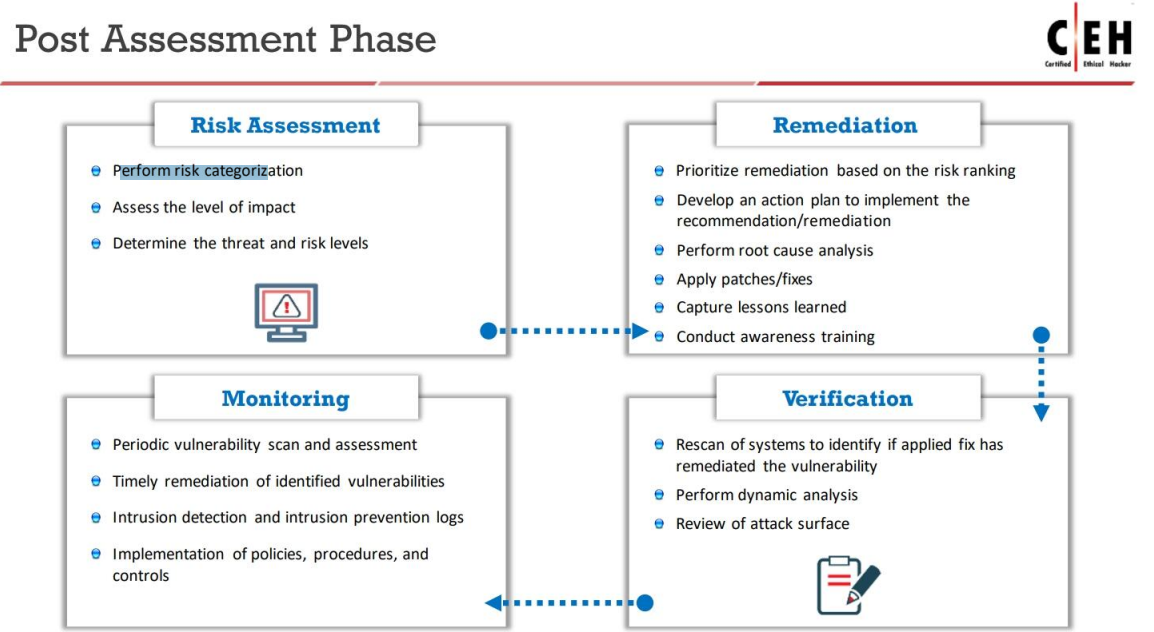 Post Assessment Phase
C EH
Certified Ethical Hacker
Risk Assessment
Perform risk categorization
Assess the level of impact
Determine the threat and risk levels
Remediation
Prioritize remediation based on the risk ranking
Develop an action plan to implement the
recommendation/remediation
Perform root cause analysis
Apply patches/fixes
Capture lessons learned
Conduct awareness training
Monitoring
Periodic vulnerability scan and assessment
Timely remediation of identified vulnerabilities
Intrusion detection and intrusion prevention logs
Implementation of policies, procedures, and
controls
Verification
Rescan of systems to identify if applied fix has
remediated the vulnerability
Perform dynamic analysis
Review of attack surface